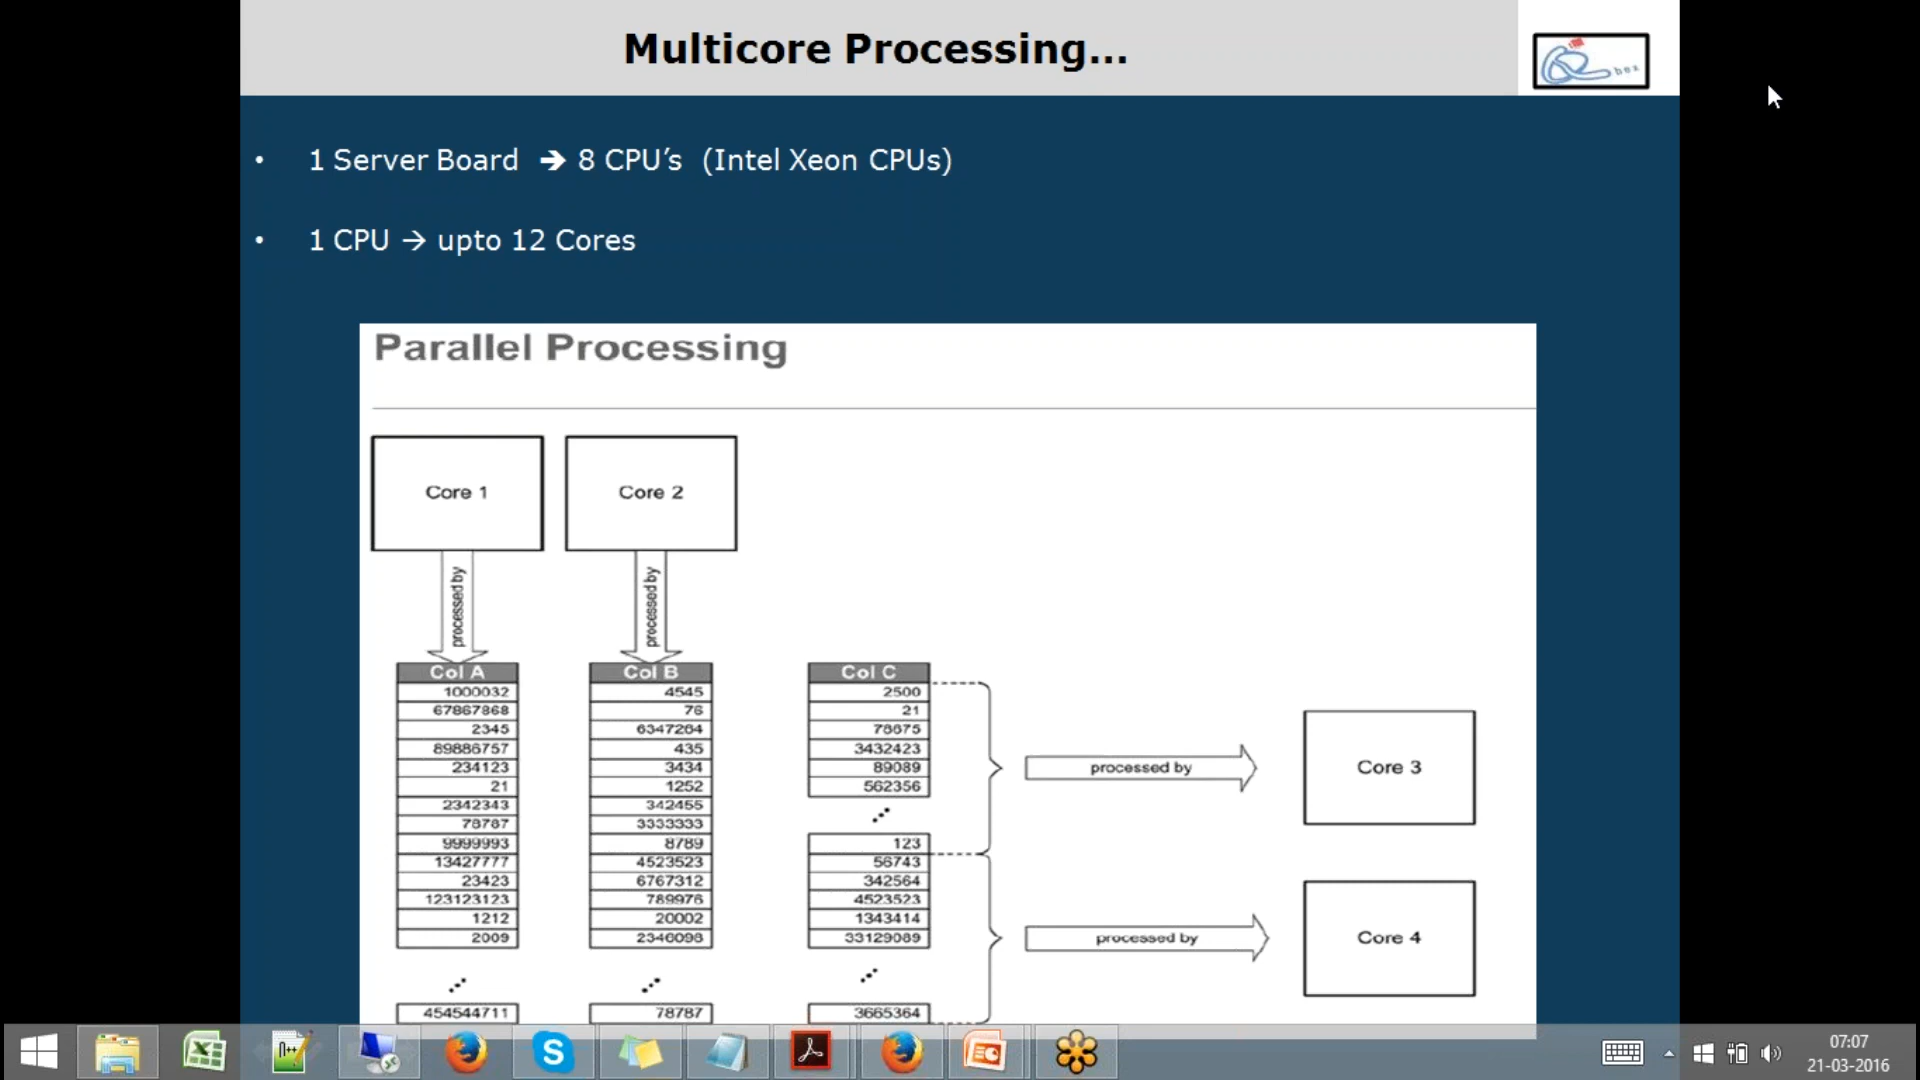 Multicore Processing...
box
• 1 Server Board ➔ 8 CPU's (Intel Xeon CPUs)
• 1 CPU → upto 12 Cores
Parallel Processing
Core 1
Core 2
processed by
processed by
Col A
1000032
67867868
2345
89886757
234123
21
2342343
78787
9999993
13427777
23423
123123123
1212
2009
454544711
Col B
4545
76
6347264
435
3434
1252
342455
3333333
8789
4523523
6767312
789976
20002
2346098
78787
Col C
2500
21
78675
3432423
89089
562356
123
56743
342564
4523523
1343414
33129089
3665364
processed by
Core 3
processed by
Core 4
07:07
21-03-2016